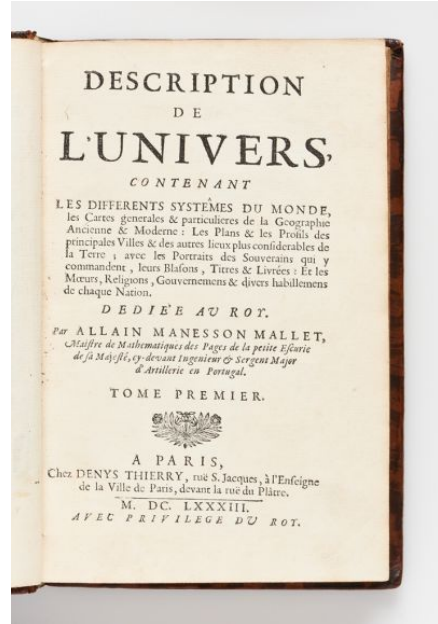 DESCRIPTION
DE
L'UNIVERS,
CONTENANT
LES DIFFERENTS SYSTÊMES DU MONDE,
les Cartes generales & particulieres de la Geographie
Ancienne & Moderne : Les Plans & les Profils des
principales Villes & des autres lieux plus considerables de
la Terre ; avec les Portraits des Souverains qui y
commandent , leurs Blasons , Titres & Livrées : Et les
Mœurs, Religions , Gouvernemens & divers habillemens
de chaque Nation.
DEDIÉE AU ROY.
Par ALLAIN MANESSON MALLET,
Maistre de Mathematiques des Pages de la petite Escurie
de sa Majesté, cy-devant Ingenieur & Sergent Major
d'Artillerie en Portugal.
TOME PREMIER.
A PARIS,
Chez DENYS THIERRY, ruë S. Jacques, à l'Enseigne
de la Ville de Paris, devant la ruë du Plâtre.
M. DC. LXXXIII.
AVEC PRIVILEGE DU ROY.